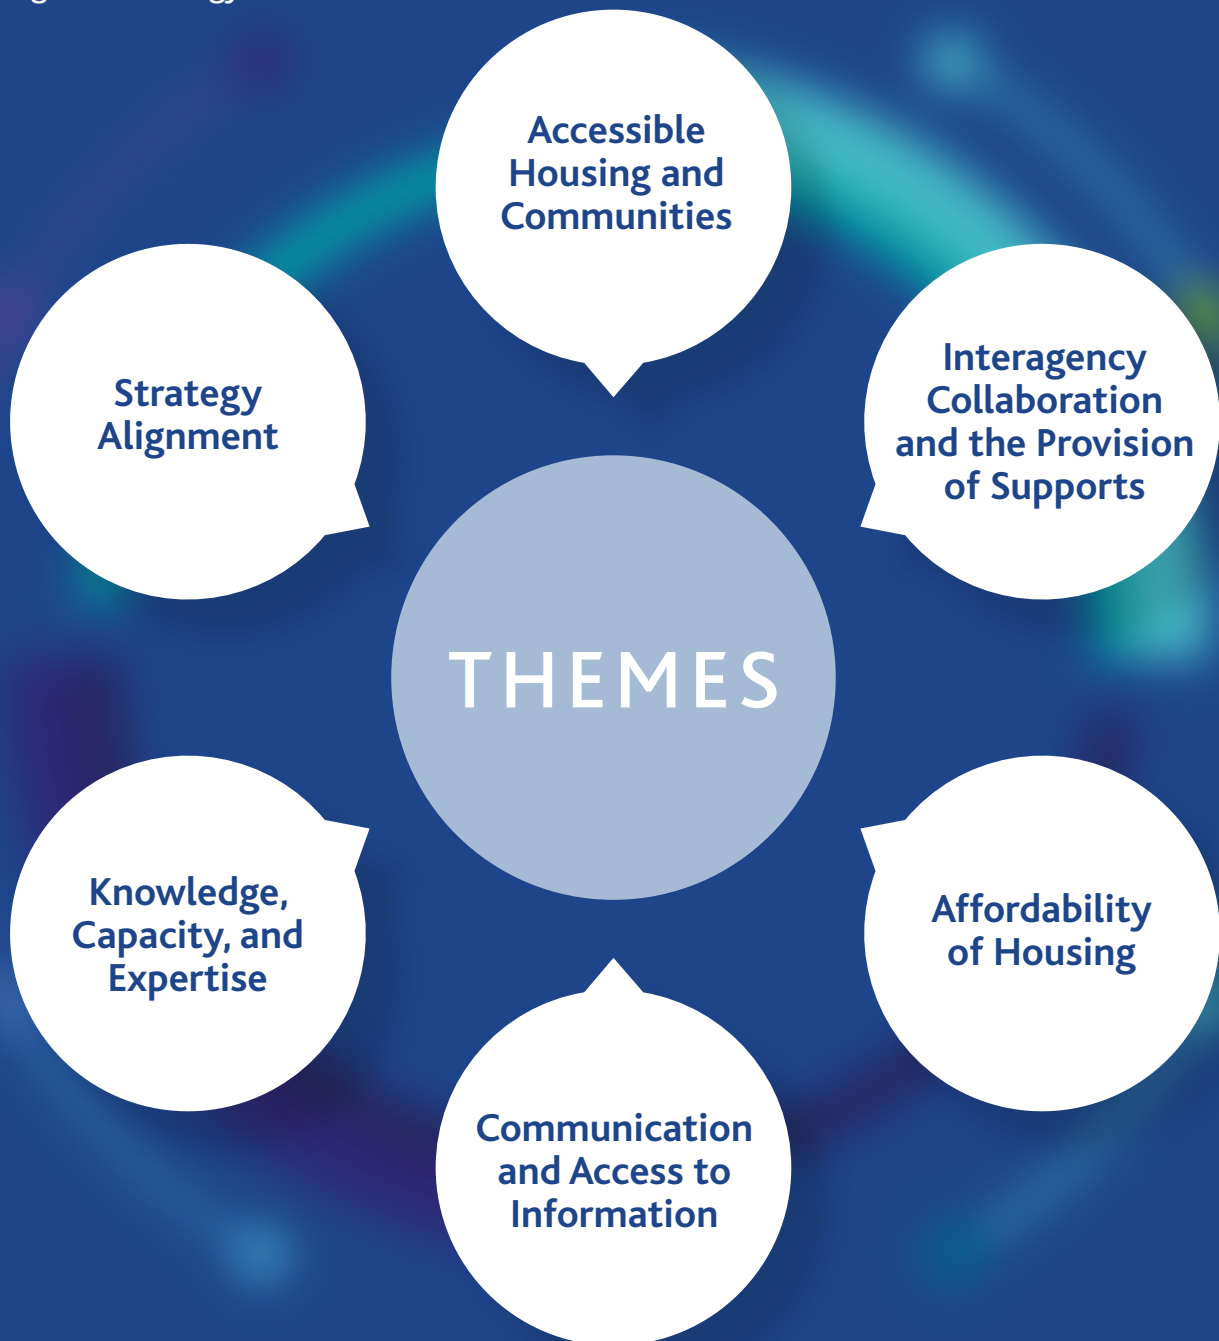 Accessible
Housing and
Communities
Interagency
Collaboration
and the Provision
of Supports
Strategy
Alignment
THEMES
Knowledge,
Capacity, and
Expertise
Affordability
of Housing
Communication
and Access to
Information